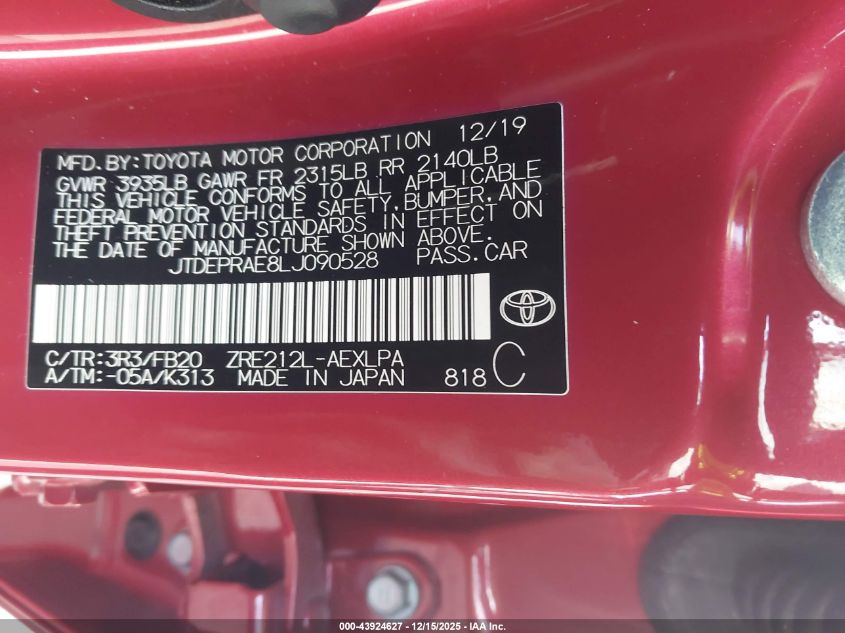 MFD. BY: TOYOTA MOTOR CORPORATION 12/19
GVWR 3935LB GAWR FR 2315LB RR 2140LB
THIS VEHICLE CONFORMS TO ALL APPLICABLE
FEDERAL MOTOR VEHICLE SAFETY, BUMPER, AND
THEFT PREVENTION STANDARDS IN EFFECT ON
THE DATE OF MANUFACTURE SHOWN ABOVE.
JTDEPRAE8LJ090528 PASS. CAR
C/TR: 3R3/FB20 ZRE212L-AEXLPA
A/TM: -05A/K313 MADE IN JAPAN 818 C
000-43924627 - 12/15/2025 - IAA Inc.